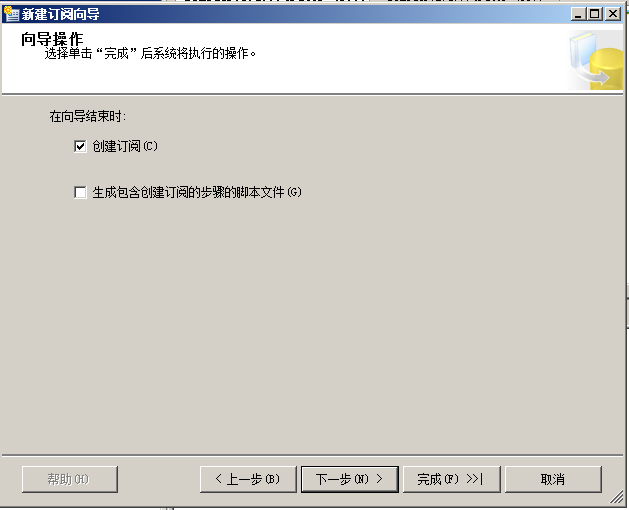 新建订阅向导
向导操作
选择单击“完成”后系统将执行的操作。
在向导结束时:
创建订阅(C)
生成包含创建订阅的步骤的脚本文件(G)
帮助(H)
< 上一步(B)
下一步(N) >
完成(F) >>|
取消